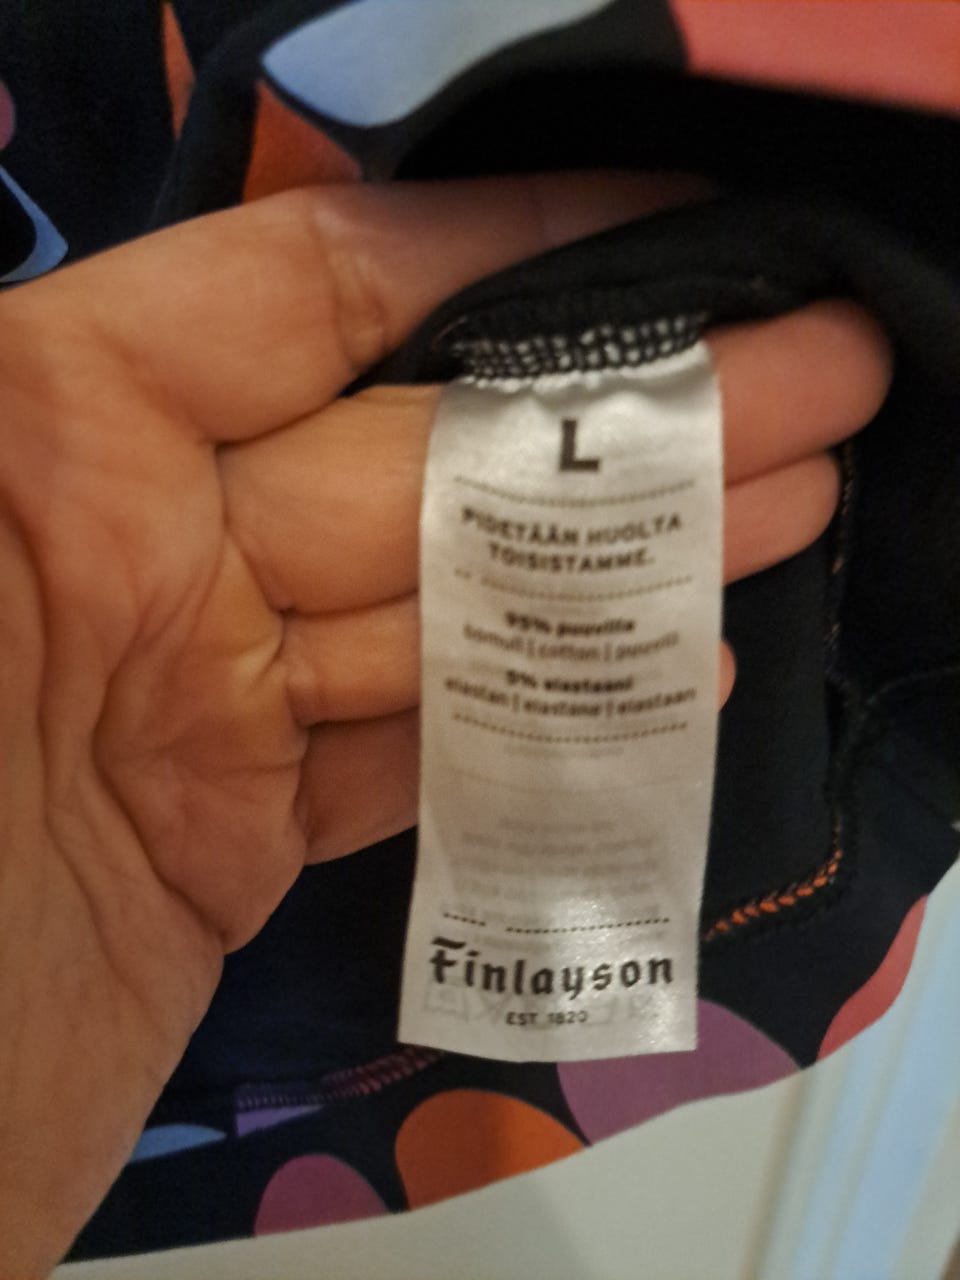 L
PIDETÄÄN HUOLTA
TOISISTAMME.
95% puuvilla
bomull | cotton | puuvill
5% elastaani
elastan | elastane | elastaan
Finlayson
EST 1820